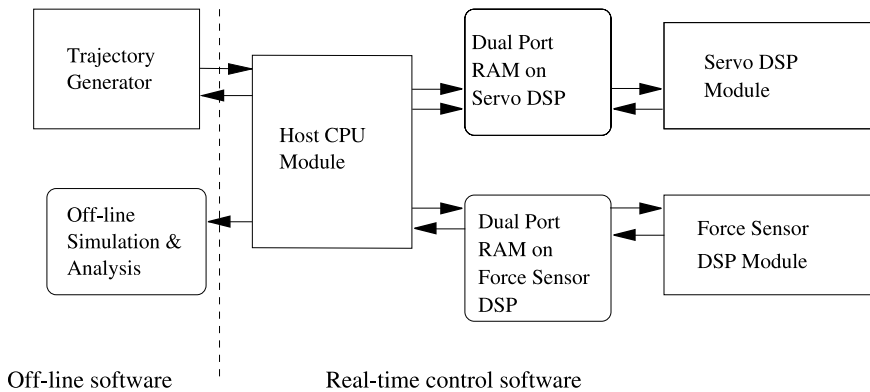 Trajectory
Generator
Off-line
Simulation &
Analysis
Host CPU
Module
Dual Port
RAM on
Servo DSP
Servo DSP
Module
Dual Port
RAM on
Force Sensor
DSP
Force Sensor
DSP Module
Off-line software
Real-time control software